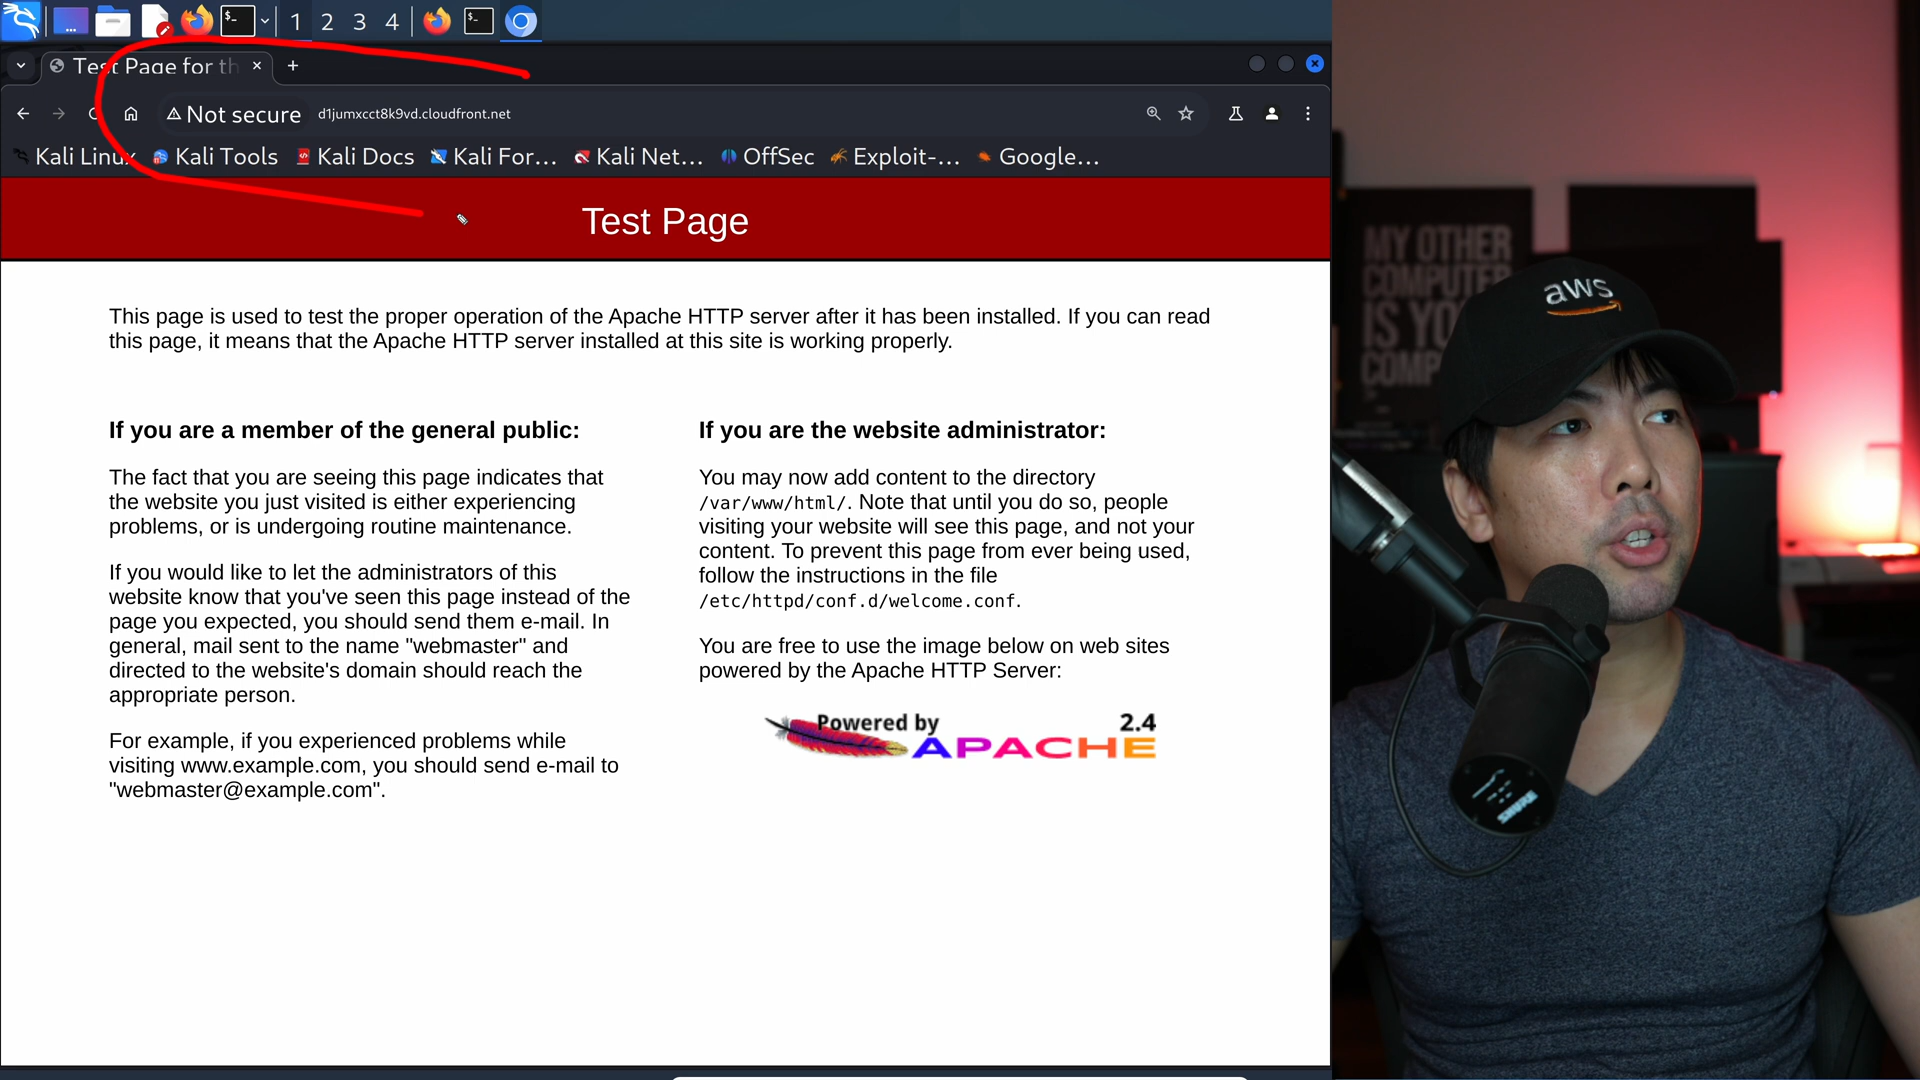 1 2 3 4
Test Page for th
Not secure d1jumxcct8k9vd.cloudfront.net
Kali Linux Kali Tools Kali Docs Kali For... Kali Net... OffSec Exploit-... Google...
Test Page
This page is used to test the proper operation of the Apache HTTP server after it has been installed. If you can read
this page, it means that the Apache HTTP server installed at this site is working properly.
If you are a member of the general public:
The fact that you are seeing this page indicates that
the website you just visited is either experiencing
problems, or is undergoing routine maintenance.
If you would like to let the administrators of this
website know that you've seen this page instead of the
page you expected, you should send them e-mail. In
general, mail sent to the name "webmaster" and
directed to the website's domain should reach the
appropriate person.
For example, if you experienced problems while
visiting www.example.com, you should send e-mail to
"webmaster@example.com".
If you are the website administrator:
You may now add content to the directory
/var/www/html/. Note that until you do so, people
visiting your website will see this page, and not your
content. To prevent this page from ever being used,
follow the instructions in the file
/etc/httpd/conf.d/welcome.conf.
You are free to use the image below on web sites
powered by the Apache HTTP Server:
Powered by 2.4
APACHE
MY OTHER
COMPUTER
IS YO
COMP
aws